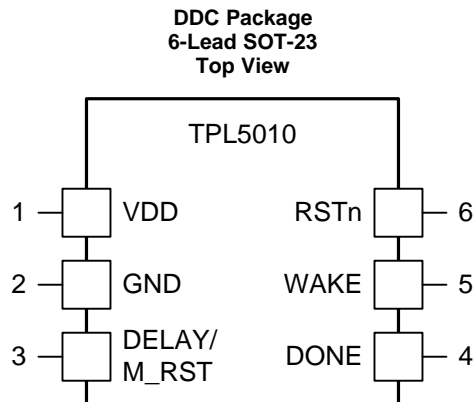 DDC Package
6-Lead SOT-23
Top View
TPL5010
1 VDD RSTn 6
2 GND WAKE 5
3 DELAY/
M_RST DONE 4